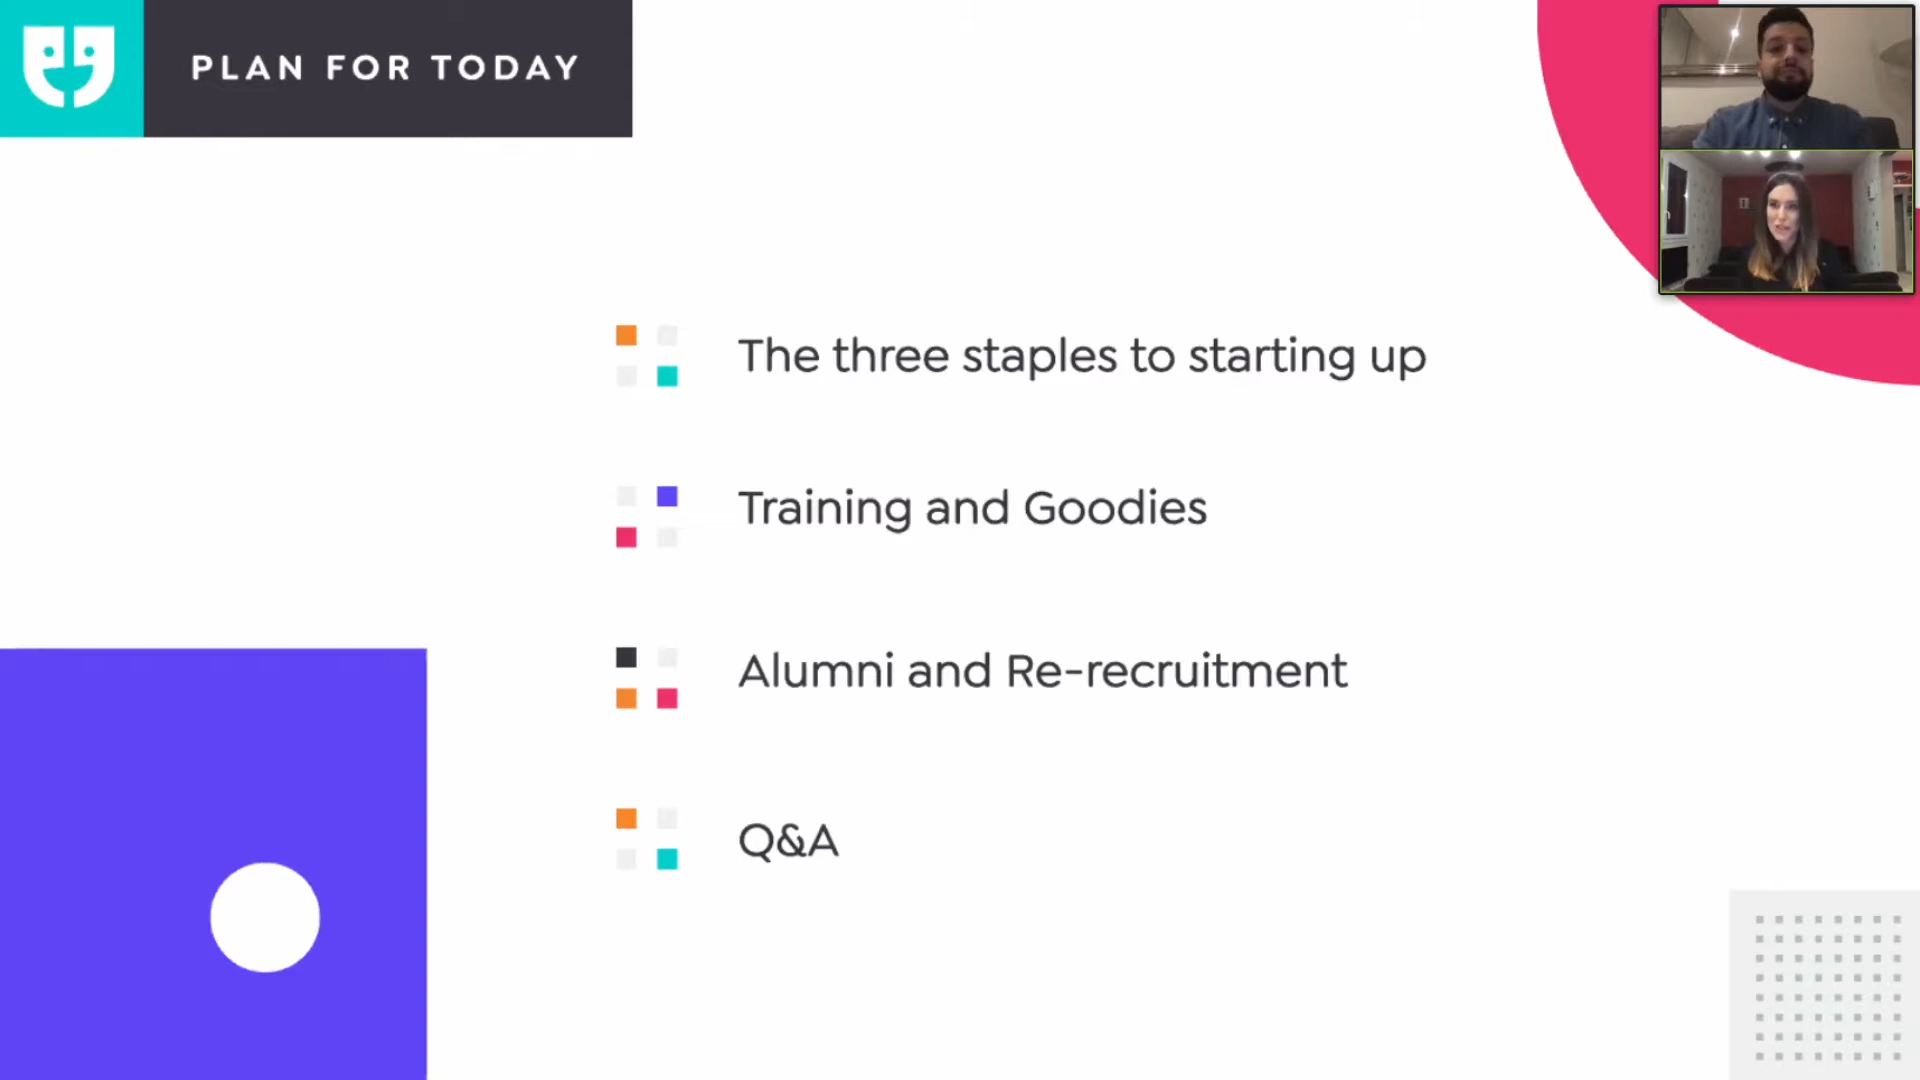 PLAN FOR TODAY
The three staples to starting up
Training and Goodies
Alumni and Re-recruitment
Q&A